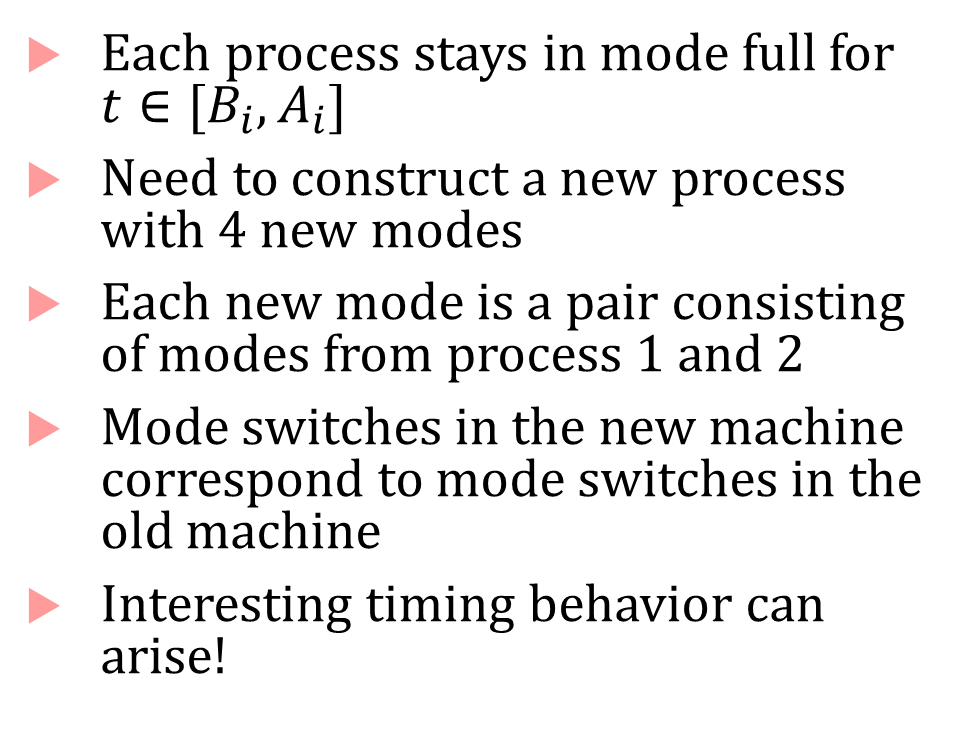 Each process stays in mode full for
𝑡 ∈ [𝐵ᵢ, 𝐴ᵢ]
Need to construct a new process
with 4 new modes
Each new mode is a pair consisting
of modes from process 1 and 2
Mode switches in the new machine
correspond to mode switches in the
old machine
Interesting timing behavior can
arise!